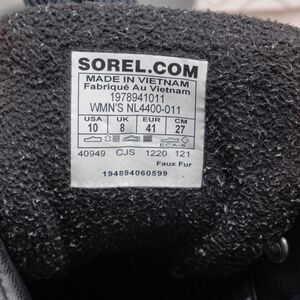 SOREL.COM
MADE IN VIETNAM
Fabriqué Au Vietnam
1978941011
WMN'S NL4400-011
USA UK EUR CM
10 8 41 27
40949 CJS 1220 121
Faux Fur
194894060599